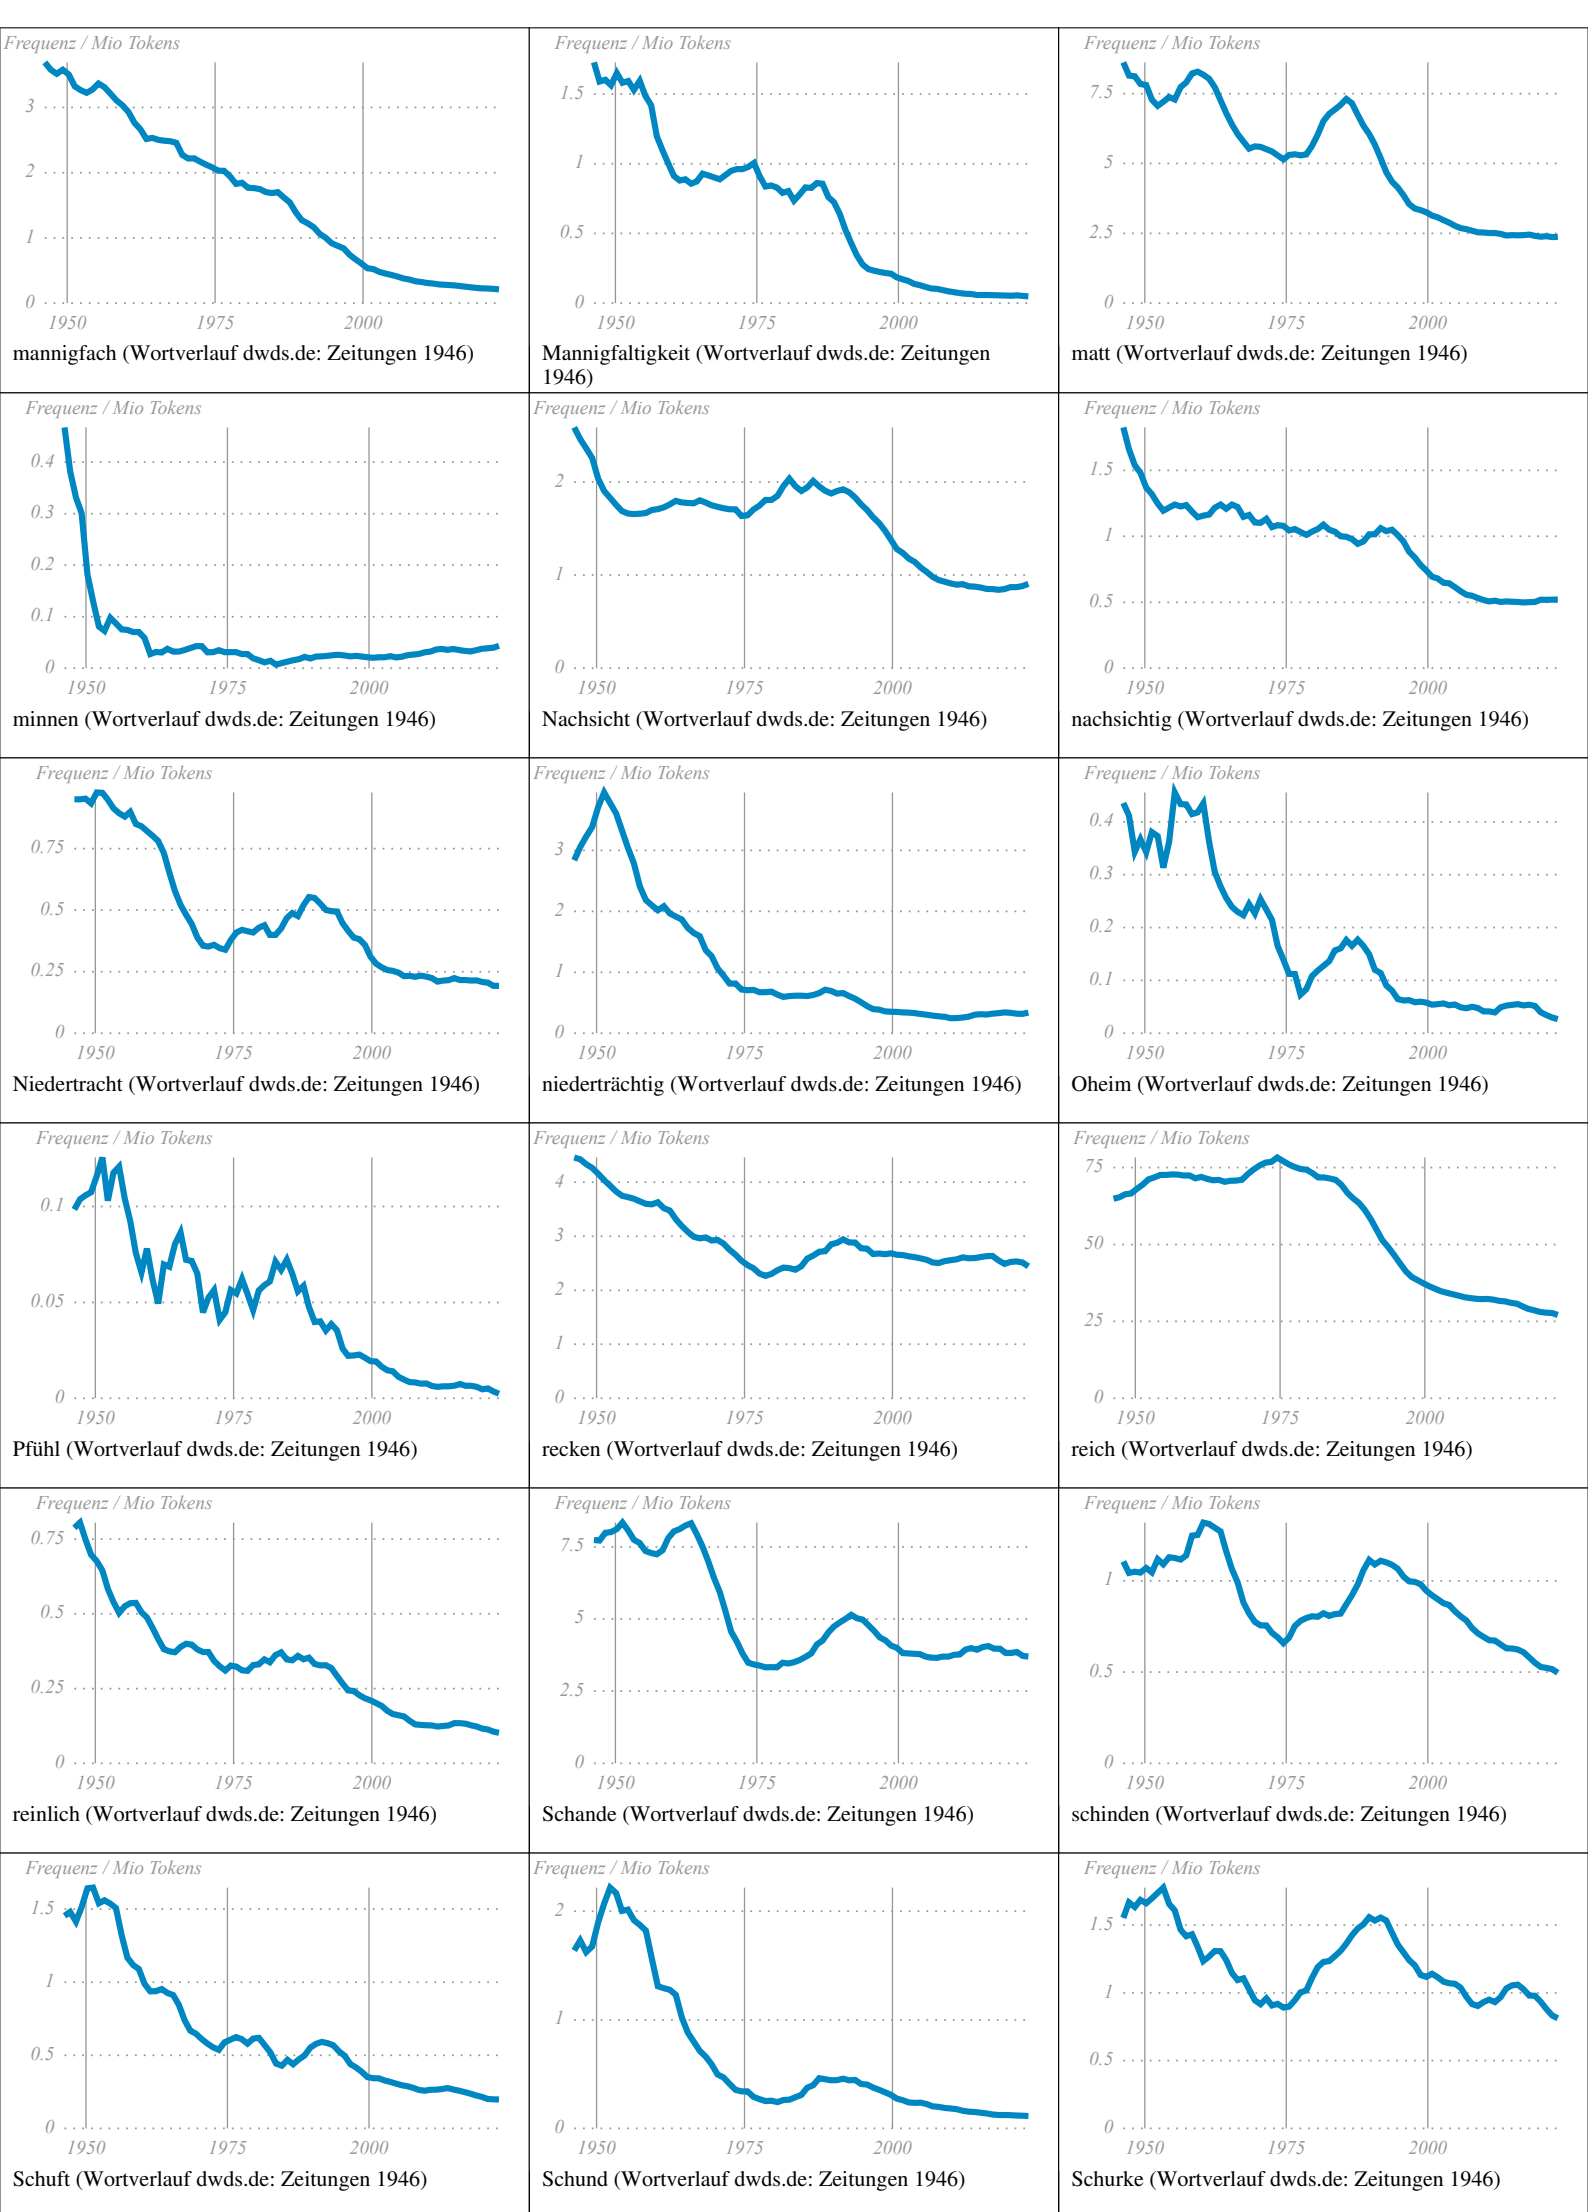 Frequenz / Mio Tokens
3
2
1
0
1950 1975 2000
mannigfach (Wortverlauf dwds.de: Zeitungen 1946)
Frequenz / Mio Tokens
1.5
1
0.5
0
1950 1975 2000
Mannigfaltigkeit (Wortverlauf dwds.de: Zeitungen
1946)
Frequenz / Mio Tokens
7.5
5
2.5
0
1950 1975 2000
matt (Wortverlauf dwds.de: Zeitungen 1946)
Frequenz / Mio Tokens
0.4
0.3
0.2
0.1
0
1950 1975 2000
minnen (Wortverlauf dwds.de: Zeitungen 1946)
Frequenz / Mio Tokens
2
1
0
1950 1975 2000
Nachsicht (Wortverlauf dwds.de: Zeitungen 1946)
Frequenz / Mio Tokens
1.5
1
0.5
0
1950 1975 2000
nachsichtig (Wortverlauf dwds.de: Zeitungen 1946)
Frequenz / Mio Tokens
0.75
0.5
0.25
0
1950 1975 2000
Niedertracht (Wortverlauf dwds.de: Zeitungen 1946)
Frequenz / Mio Tokens
3
2
1
0
1950 1975 2000
niederträchtig (Wortverlauf dwds.de: Zeitungen 1946)
Frequenz / Mio Tokens
0.4
0.3
0.2
0.1
0
1950 1975 2000
Oheim (Wortverlauf dwds.de: Zeitungen 1946)
Frequenz / Mio Tokens
0.1
0.05
0
1950 1975 2000
Pfühl (Wortverlauf dwds.de: Zeitungen 1946)
Frequenz / Mio Tokens
4
3
2
1
0
1950 1975 2000
recken (Wortverlauf dwds.de: Zeitungen 1946)
Frequenz / Mio Tokens
75
50
25
0
1950 1975 2000
reich (Wortverlauf dwds.de: Zeitungen 1946)
Frequenz / Mio Tokens
0.75
0.5
0.25
0
1950 1975 2000
reinlich (Wortverlauf dwds.de: Zeitungen 1946)
Frequenz / Mio Tokens
7.5
5
2.5
0
1950 1975 2000
Schande (Wortverlauf dwds.de: Zeitungen 1946)
Frequenz / Mio Tokens
1
0.5
0
1950 1975 2000
schinden (Wortverlauf dwds.de: Zeitungen 1946)
Frequenz / Mio Tokens
1.5
1
0.5
0
1950 1975 2000
Schuft (Wortverlauf dwds.de: Zeitungen 1946)
Frequenz / Mio Tokens
2
1
0
1950 1975 2000
Schund (Wortverlauf dwds.de: Zeitungen 1946)
Frequenz / Mio Tokens
1.5
1
0.5
0
1950 1975 2000
Schurke (Wortverlauf dwds.de: Zeitungen 1946)